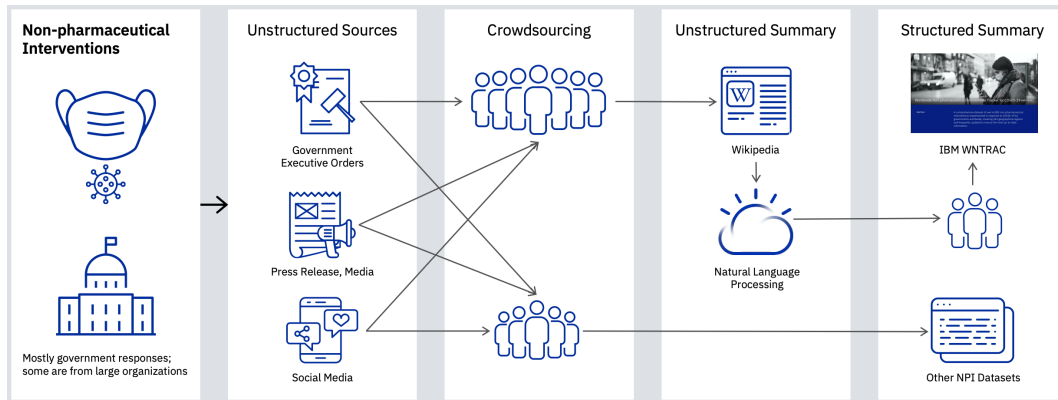 Non-pharmaceutical
Interventions
Mostly government responses;
some are from large organizations
Unstructured Sources
Government
Executive Orders
Press Release, Media
Social Media
Crowdsourcing
Unstructured Summary
W
Wikipedia
Natural Language
Processing
Structured Summary
IBM WNTRAC
Other NPI Datasets